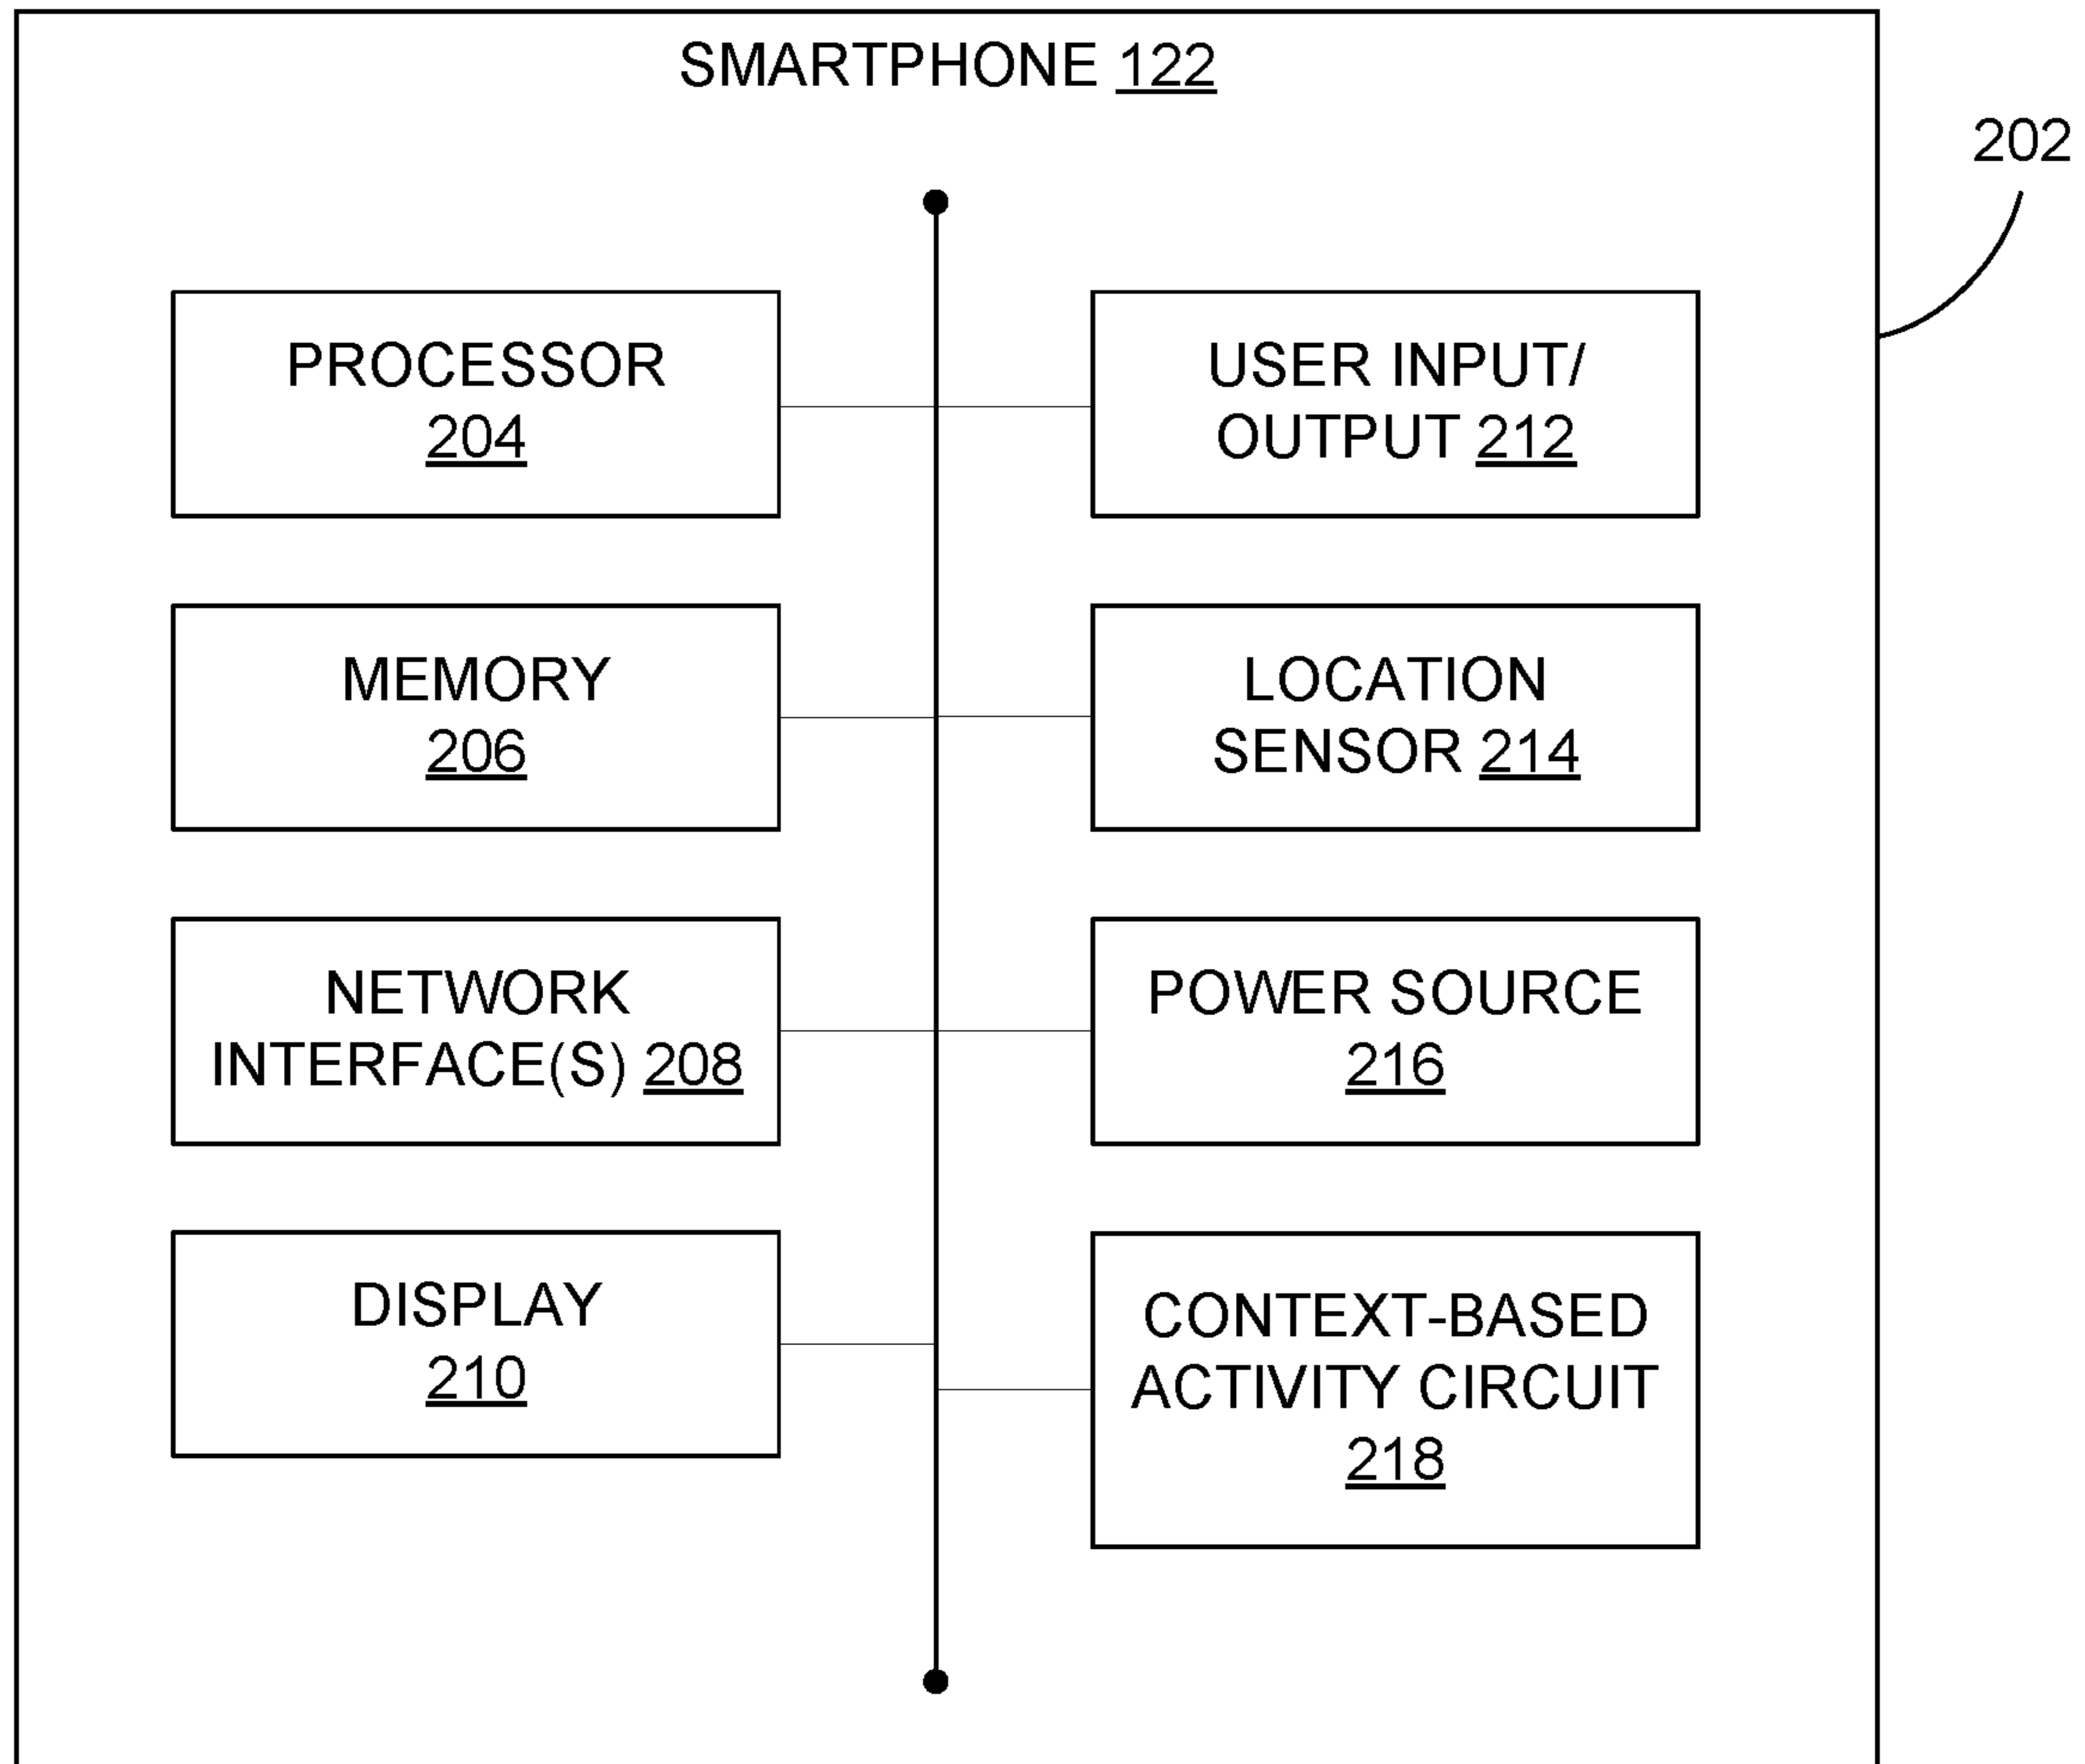 SMARTPHONE 122
202
PROCESSOR
204
USER INPUT/
OUTPUT 212
MEMORY
206
LOCATION
SENSOR 214
NETWORK
INTERFACE(S) 208
POWER SOURCE
216
DISPLAY
210
CONTEXT-BASED
ACTIVITY CIRCUIT
218